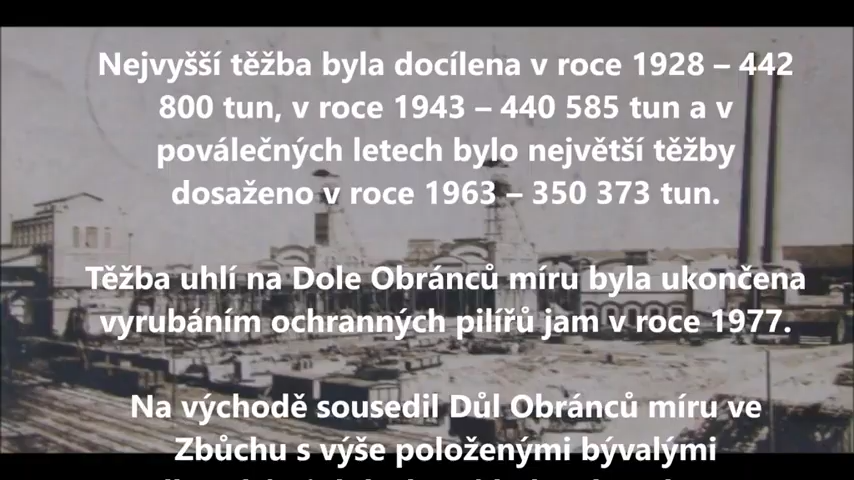 Nejvyšší těžba byla docílena v roce 1928 – 442
800 tun, v roce 1943 – 440 585 tun a v
poválečných letech bylo největší těžby
dosaženo v roce 1963 – 350 373 tun.
Těžba uhlí na Dole Obránců míru byla ukončena
vyrubáním ochranných pilířů jam v roce 1977.
Na východě sousedil Důl Obránců míru ve
Zbůchu s výše položenými bývalými